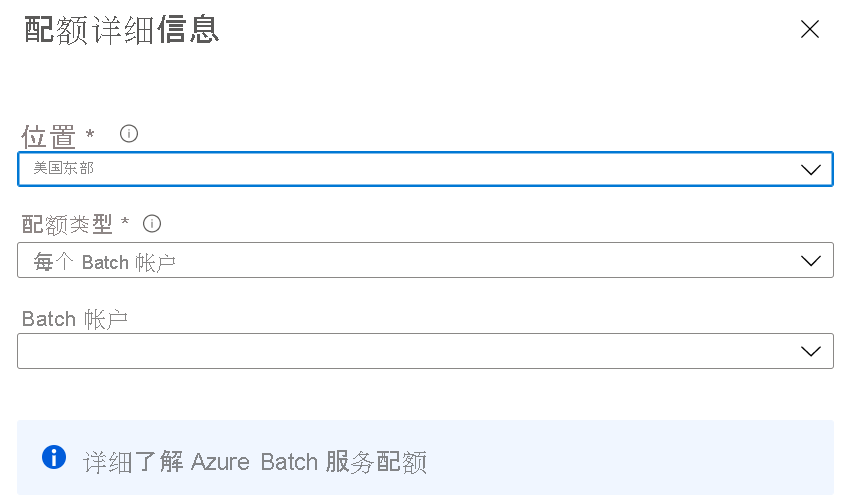 配额详细信息
位置 *
美国东部
配额类型 *
每个 Batch 帐户
Batch 帐户
详细了解 Azure Batch 服务配额